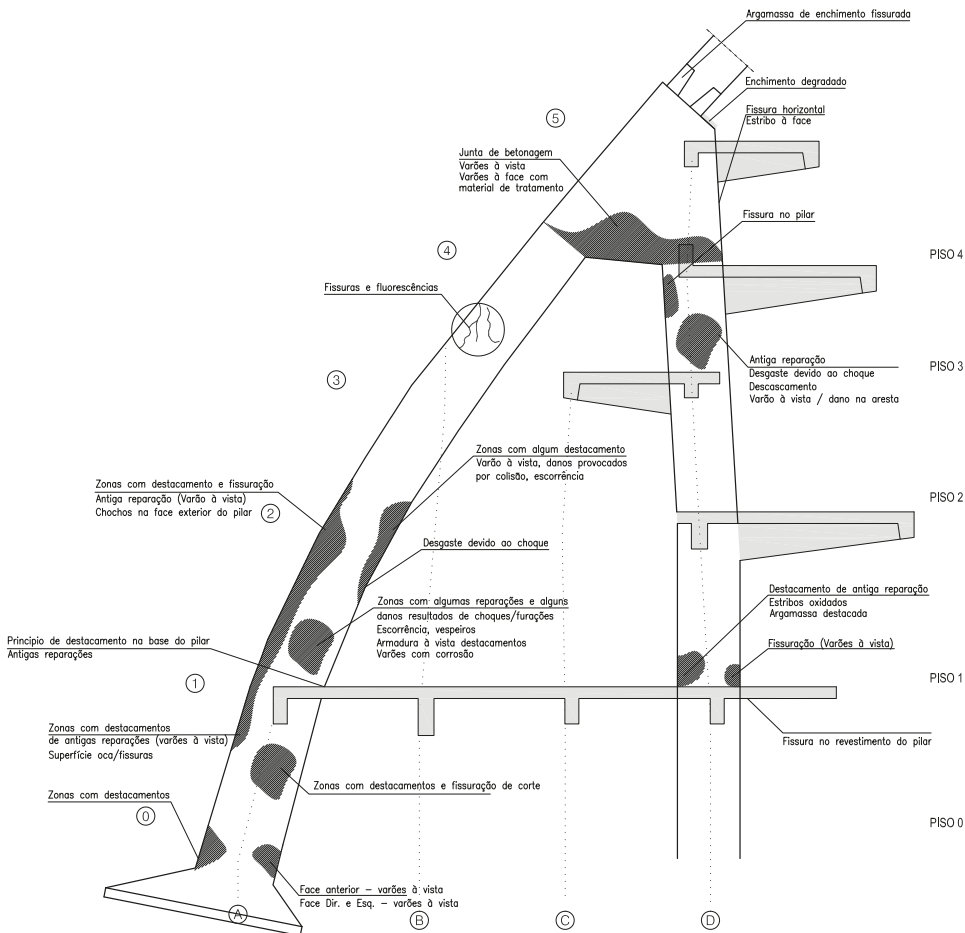 Argamassa de enchimento fissurada
Enchimento degradado
Fissura horizontal
Estribo à face
5
Junta de betonagem
Varões à vista
Varões à face com
material de tratamento
Fissura no pilar
4
PISO 4
Fissuras e fluorescências
3
Antiga reparação
Desgaste devido ao choque
Descascamento
Varão à vista / dano na aresta
PISO 3
Zonas com algum destacamento
Varão à vista, danos provocados
por colisão, escorrência
Zonas com destacamento e fissuração
Antiga reparação (Varão à vista)
Chochos na face exterior do pilar
2
PISO 2
Desgaste devido ao choque
Zonas com algumas reparações e alguns
danos resultados de choques/furações
Escorrência, vespeiros
Armadura à vista destacamentos
Varões com corrosão
Destacamento de antiga reparação
Estribos oxidados
Argamassa destacada
Principio de destacamento na base do pilar
Antigas reparações
Fissuração (Varões à vista)
1
PISO 1
Zonas com destacamentos
de antigas reparações (varões à vista)
Superfície oca/fissuras
Fissura no revestimento do pilar
Zonas com destacamentos e fissuração de corte
Zonas com destacamentos
0
PISO 0
Face anterior – varões à vista
Face Dir. e Esq. – varões à vista
A
B
C
D